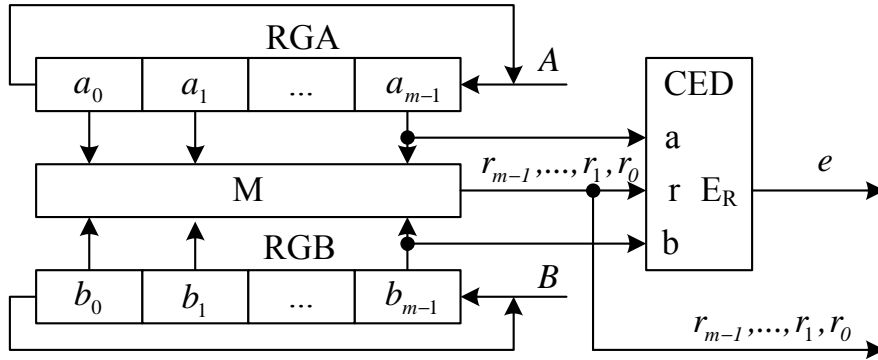 RGA
A
CED
a₀ a₁ ... aₘ₋₁
a
M
rₘ₋₁,...,r₁,r₀
r E_R
e
b
RGB
B
b₀ b₁ ... bₘ₋₁
rₘ₋₁,...,r₁,r₀